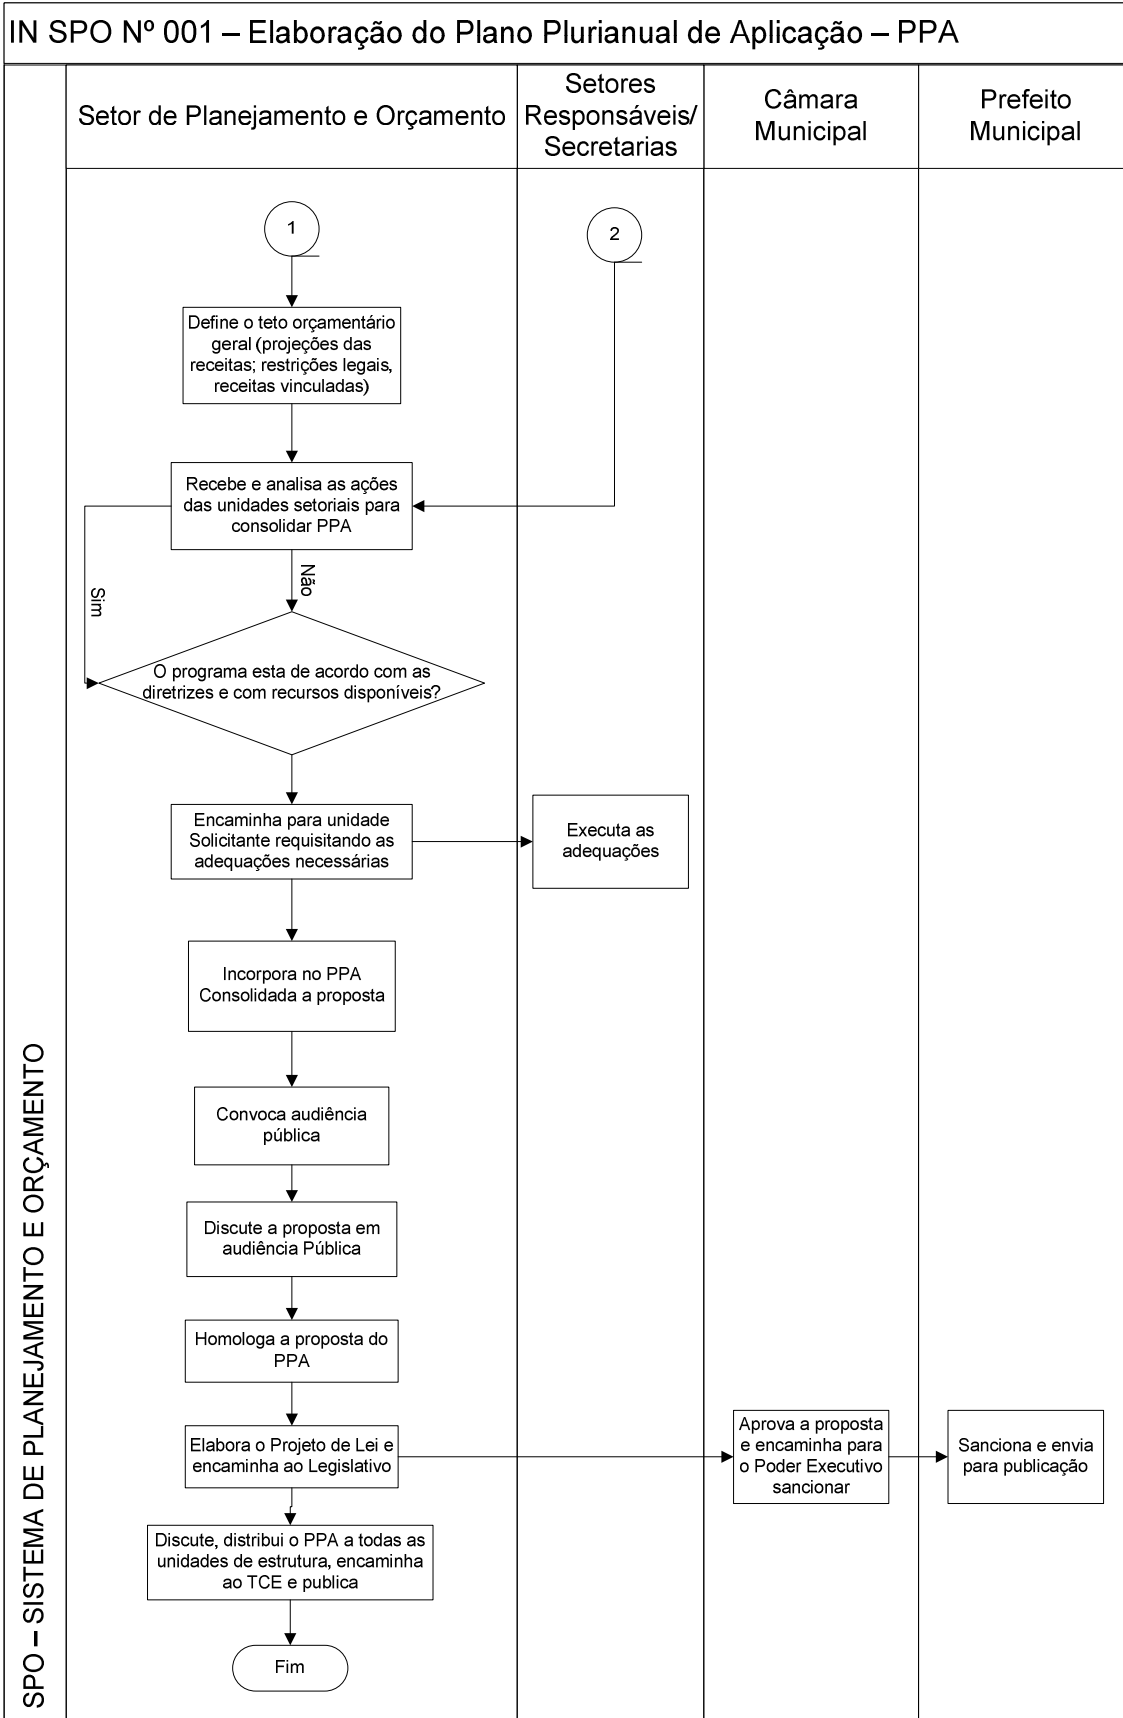 IN SPO Nº 001 – Elaboração do Plano Plurianual de Aplicação – PPA
Setor de Planejamento e Orçamento
Setores
Responsáveis/
Secretarias
Câmara
Municipal
Prefeito
Municipal
1
2
Define o teto orçamentário
geral (projeções das
receitas; restrições legais,
receitas vinculadas)
Recebe e analisa as ações
das unidades setoriais para
consolidar PPA
Não
Sim
O programa esta de acordo com as
diretrizes e com recursos disponíveis?
Encaminha para unidade
Solicitante requisitando as
adequações necessárias
Executa as
adequações
Incorpora no PPA
Consolidada a proposta
Convoca audiência
pública
Discute a proposta em
audiência Pública
Homologa a proposta do
PPA
Elabora o Projeto de Lei e
encaminha ao Legislativo
Aprova a proposta
e encaminha para
o Poder Executivo
sancionar
Sanciona e envia
para publicação
Discute, distribui o PPA a todas as
unidades de estrutura, encaminha
ao TCE e publica
Fim
SPO – SISTEMA DE PLANEJAMENTO E ORÇAMENTO